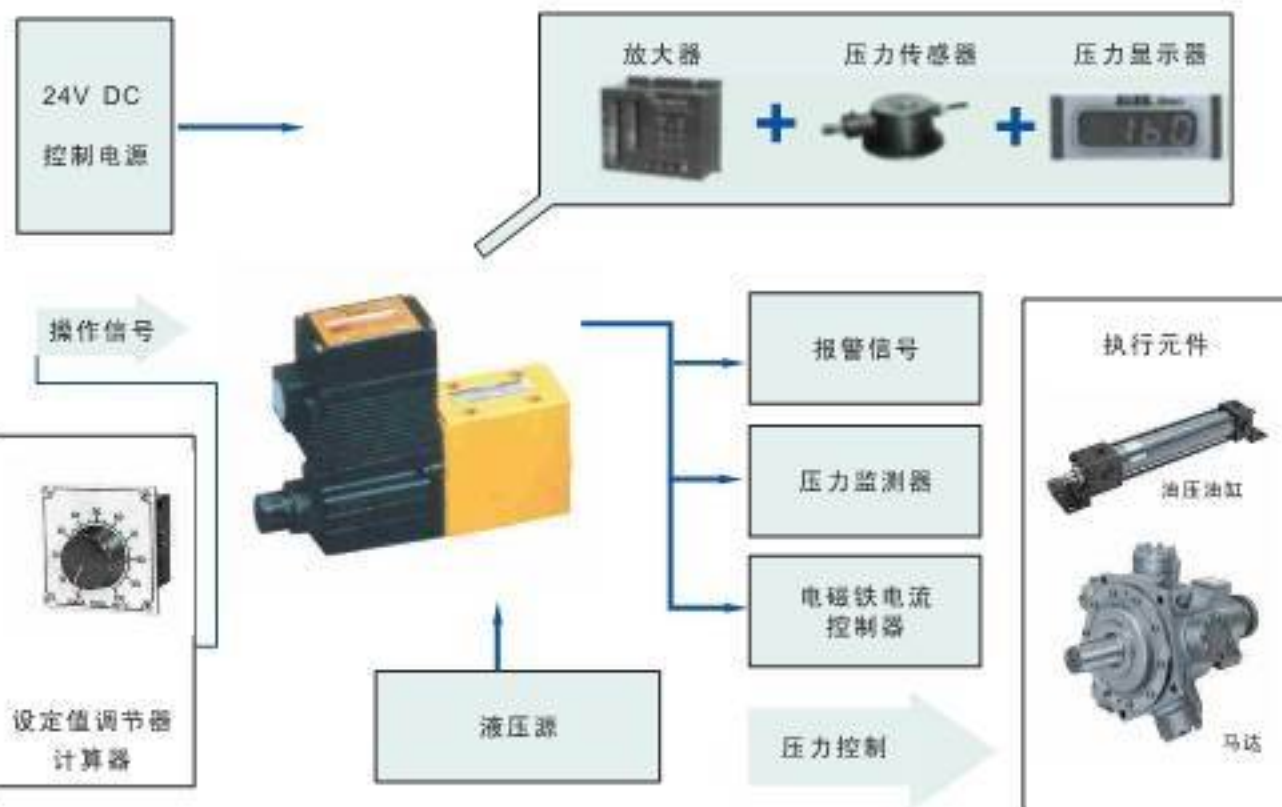 24V DC
控制电源
放大器
压力传感器
压力显示器
160
操作信号
报警信号
执行元件
压力监测器
油压油缸
电磁铁电流
控制器
设定值调节器
计算器
液压源
压力控制
马达